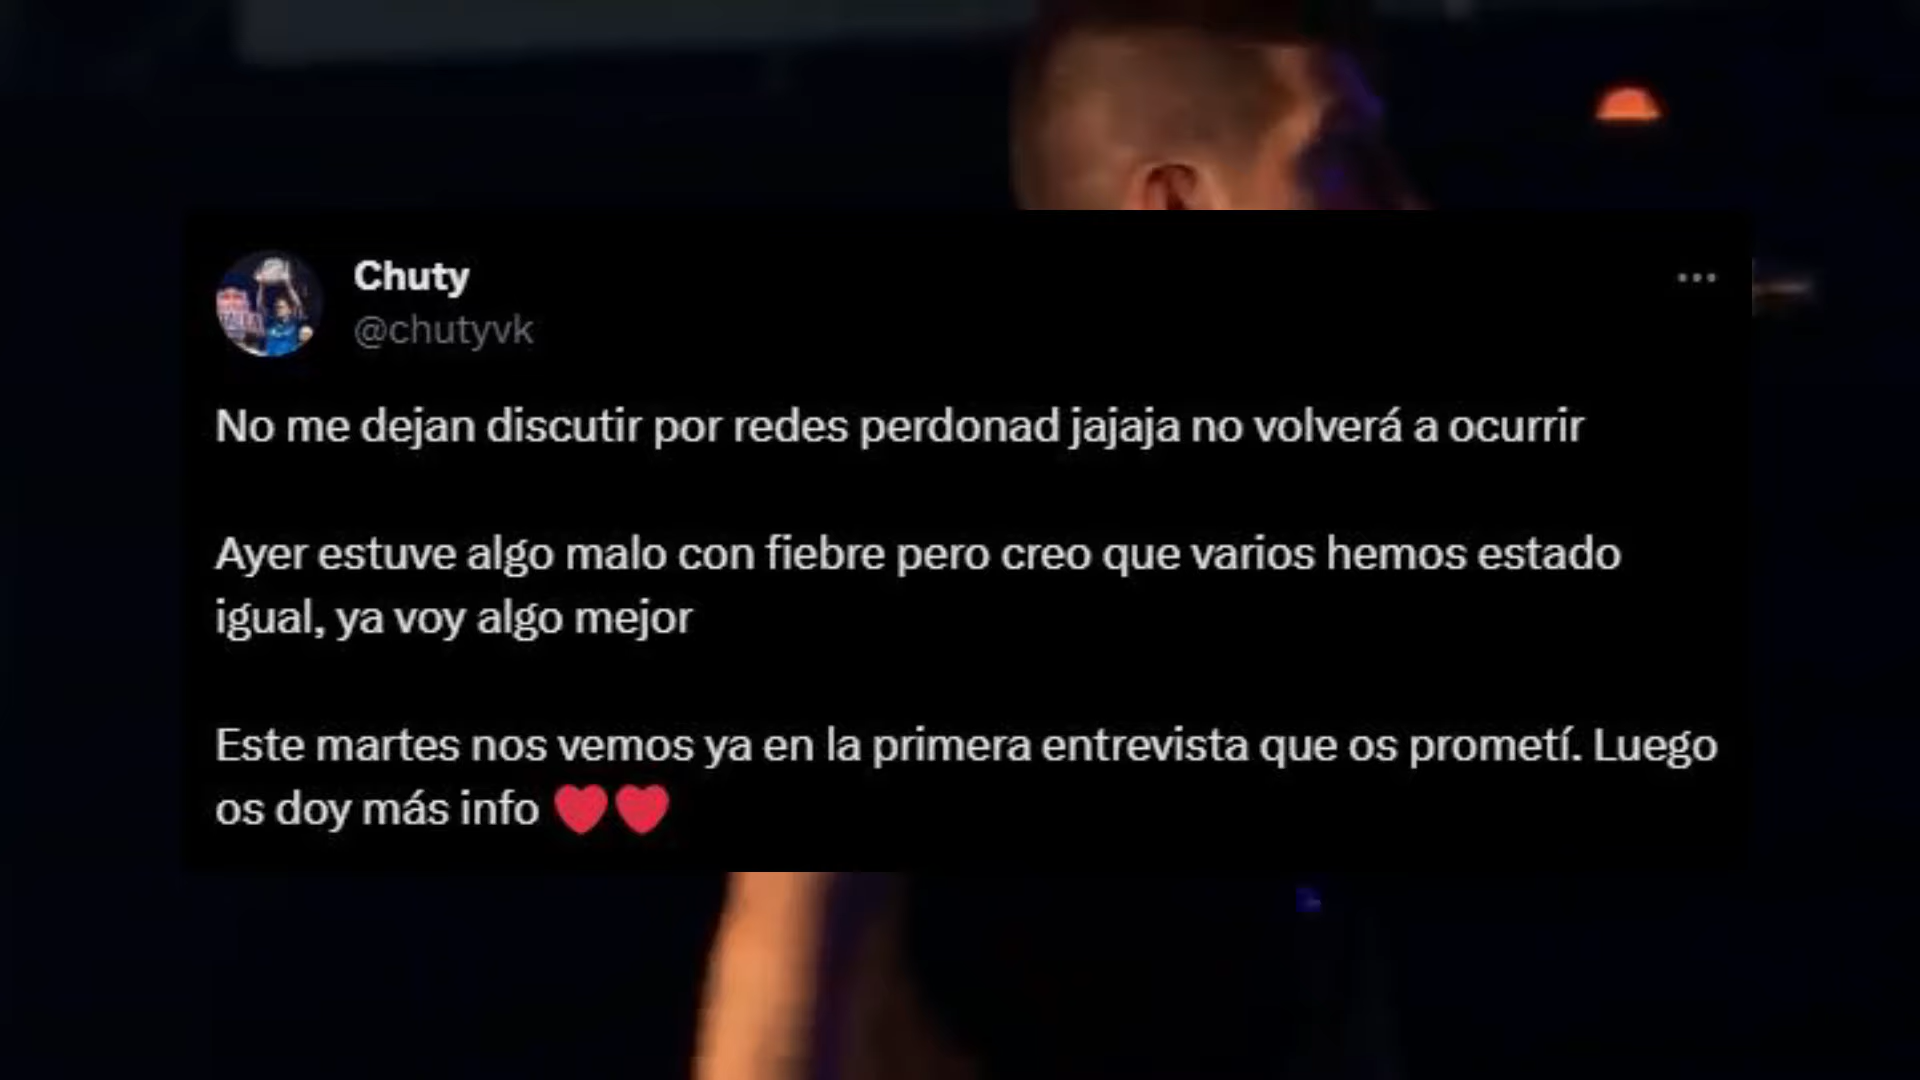 Chuty
@chutyvk
No me dejan discutir por redes perdonad jajaja no volverá a ocurrir
Ayer estuve algo malo con fiebre pero creo que varios hemos estado
igual, ya voy algo mejor
Este martes nos vemos ya en la primera entrevista que os prometí. Luego
os doy más info ❤❤